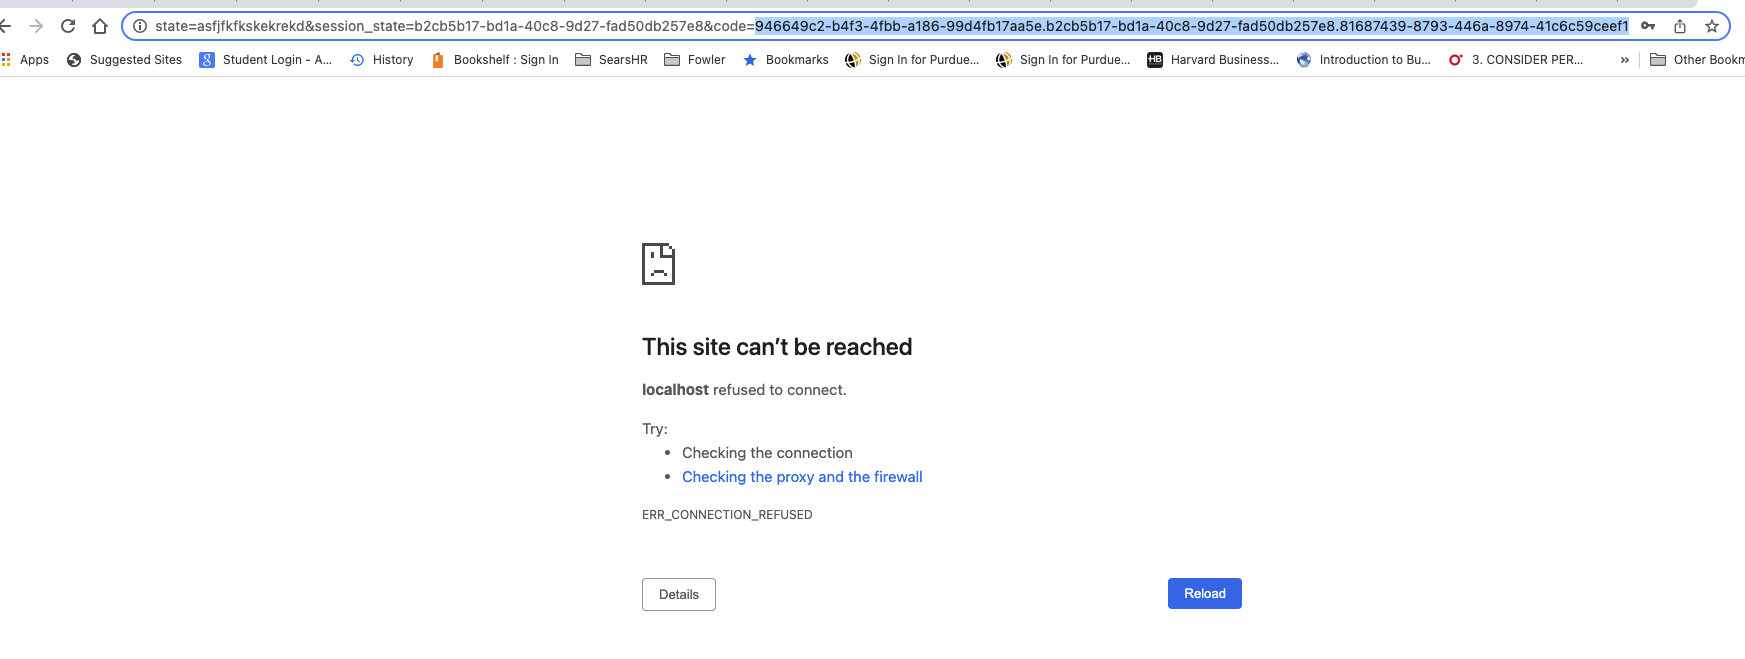 state=asfjfkfkskekrekd&session_state=b2cb5b17-bd1a-40c8-9d27-fad50db257e8&code=946649c2-b4f3-4fbb-a186-99d4fb17aa5e.b2cb5b17-bd1a-40c8-9d27-fad50db257e8.81687439-8793-446a-8974-41c6c59ceef1
Apps Suggested Sites Student Login - A... History Bookshelf : Sign In SearsHR Fowler Bookmarks Sign In for Purdue... Sign In for Purdue... HB Harvard Business... Introduction to Bu... 3. CONSIDER PER... » Other Bookm
This site can’t be reached
localhost refused to connect.
Try:
• Checking the connection
• Checking the proxy and the firewall
ERR_CONNECTION_REFUSED
Details Reload